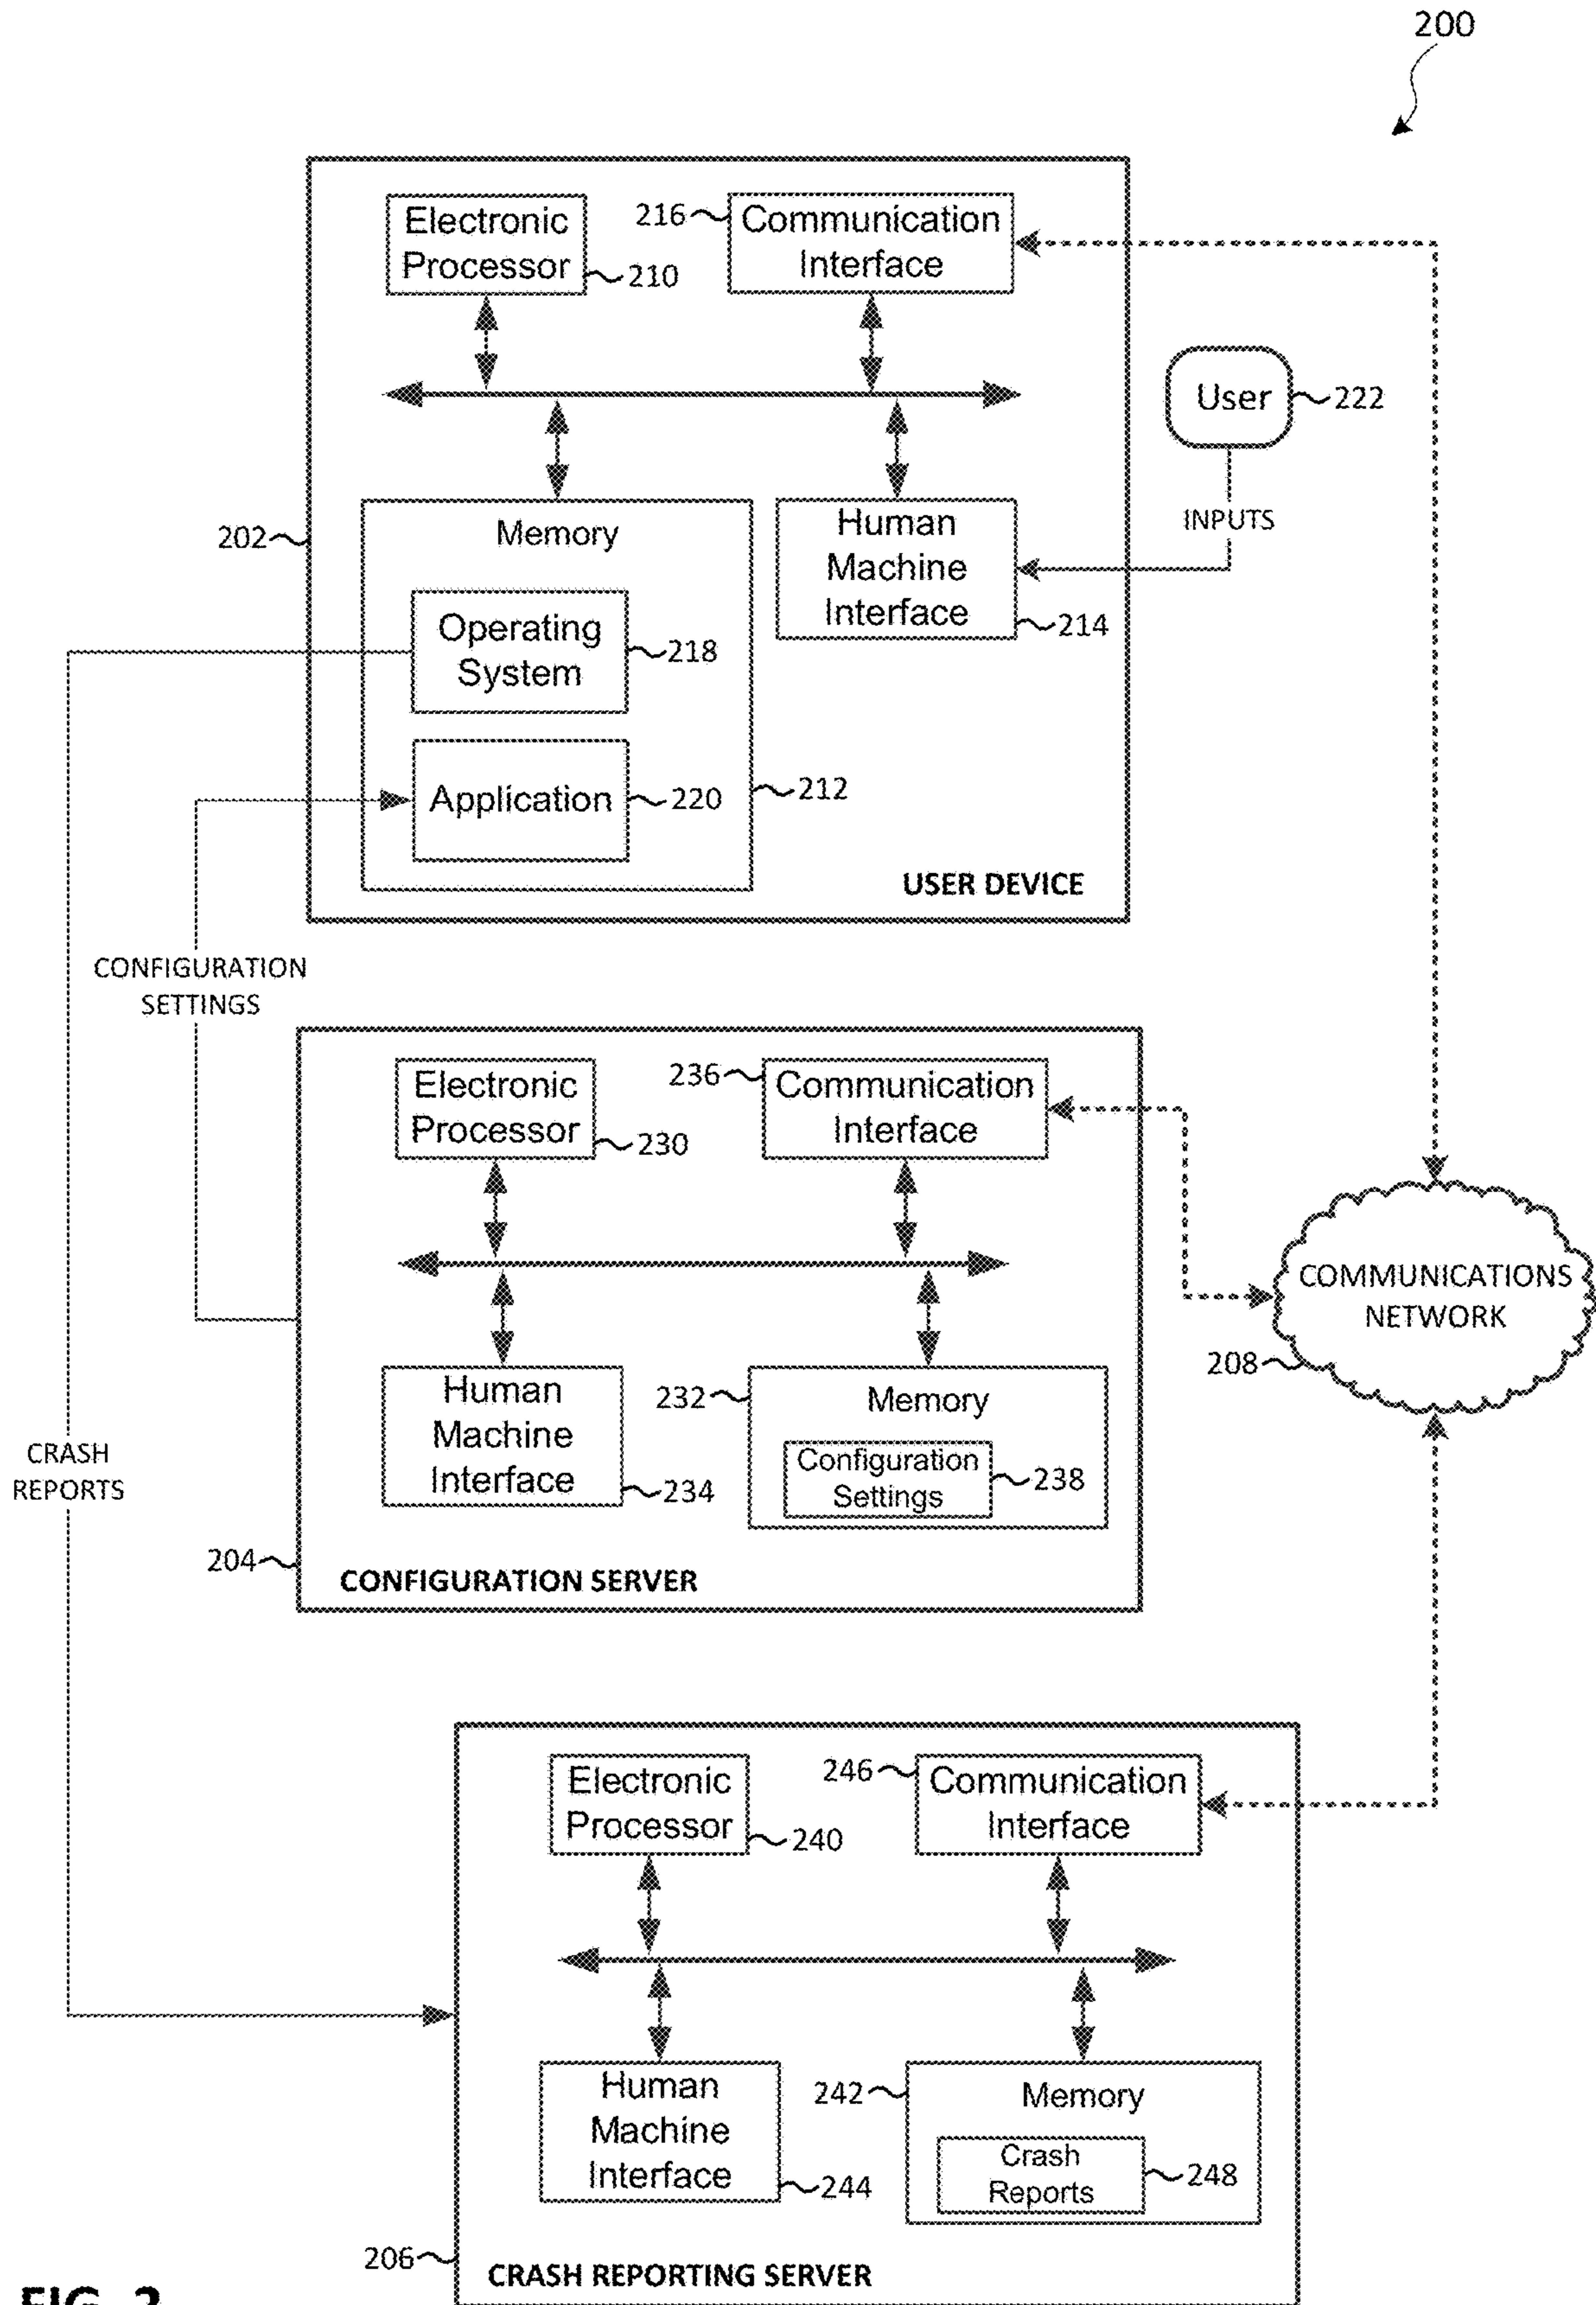 200
Electronic
Processor
210
216
Communication
Interface
User
222
INPUTS
202
Memory
Human
Machine
Interface
214
Operating
System
218
Application
220
212
USER DEVICE
CONFIGURATION
SETTINGS
Electronic
Processor
230
236
Communication
Interface
COMMUNICATIONS
NETWORK
208
Human
Machine
Interface
234
232
Memory
Configuration
Settings
238
CRASH
REPORTS
204
CONFIGURATION SERVER
Electronic
Processor
240
246
Communication
Interface
Human
Machine
Interface
244
242
Memory
Crash
Reports
248
206
CRASH REPORTING SERVER